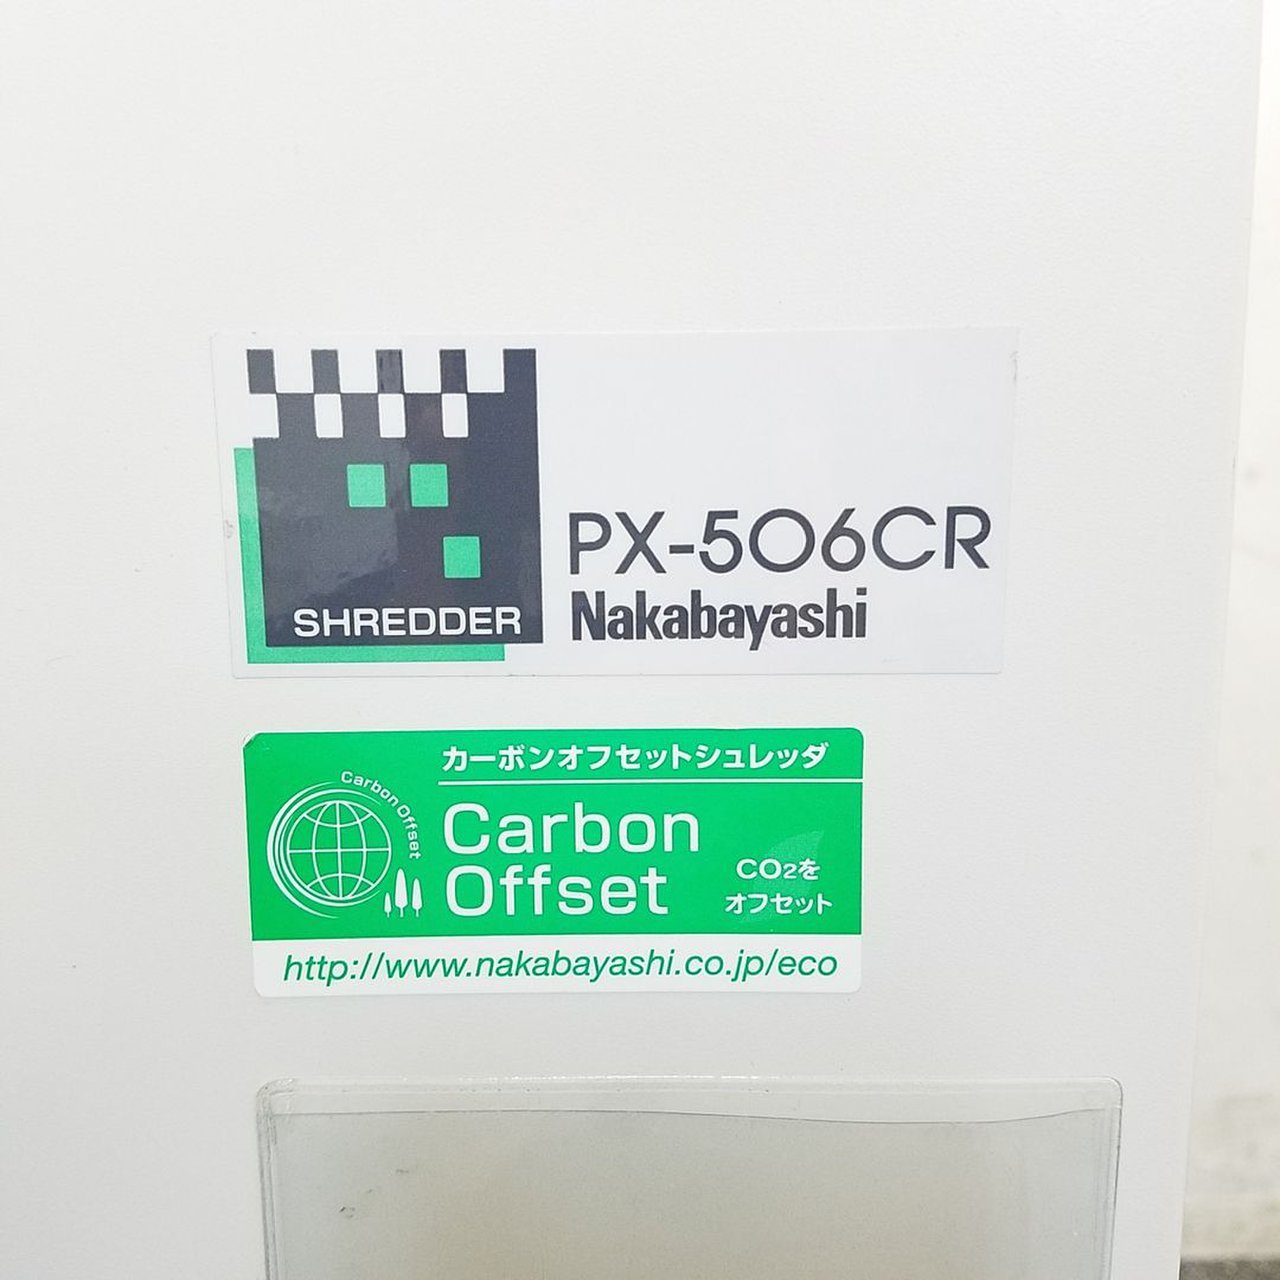 SHREDDER
PX-506CR
Nakabayashi
カーボンオフセットシュレッダ
Carbon Offset
Carbon
Offset
CO2を
オフセット
http://www.nakabayashi.co.jp/eco